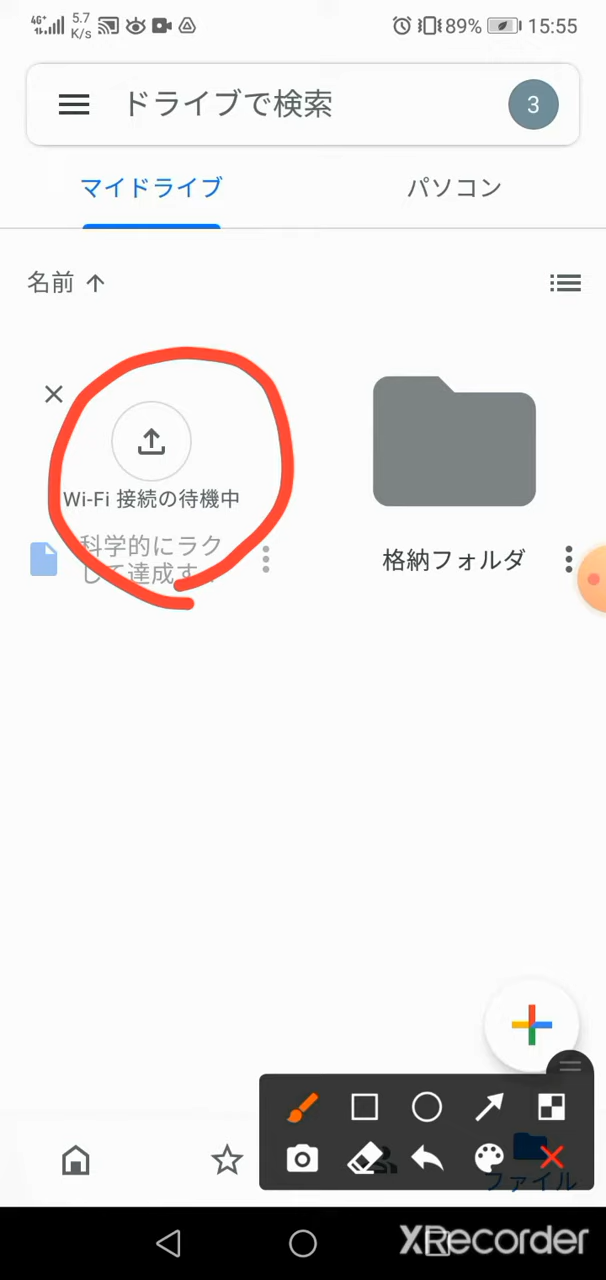 4G+
5.7
K/s
89%
15:55
ドライブで検索
3
マイドライブ
パソコン
名前
Wi-Fi 接続の待機中
科学的にラク
して達成す
格納フォルダ
ファイル
XRecorder